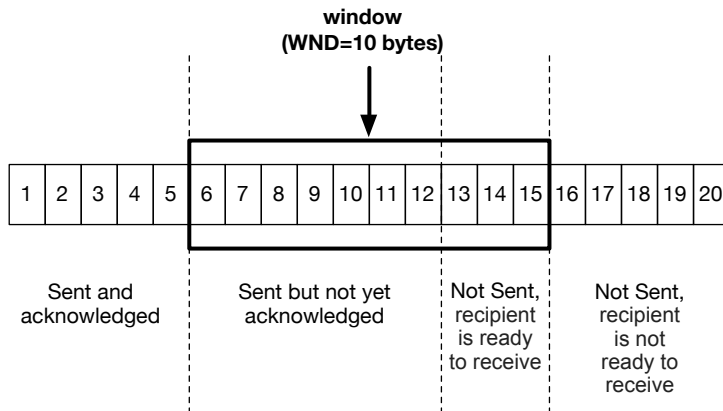 window
(WND=10 bytes)
1 2 3 4 5 6 7 8 9 10 11 12 13 14 15 16 17 18 19 20
Sent and
acknowledged
Sent but not yet
acknowledged
Not Sent,
recipient
is ready
to receive
Not Sent,
recipient
is not
ready to
receive